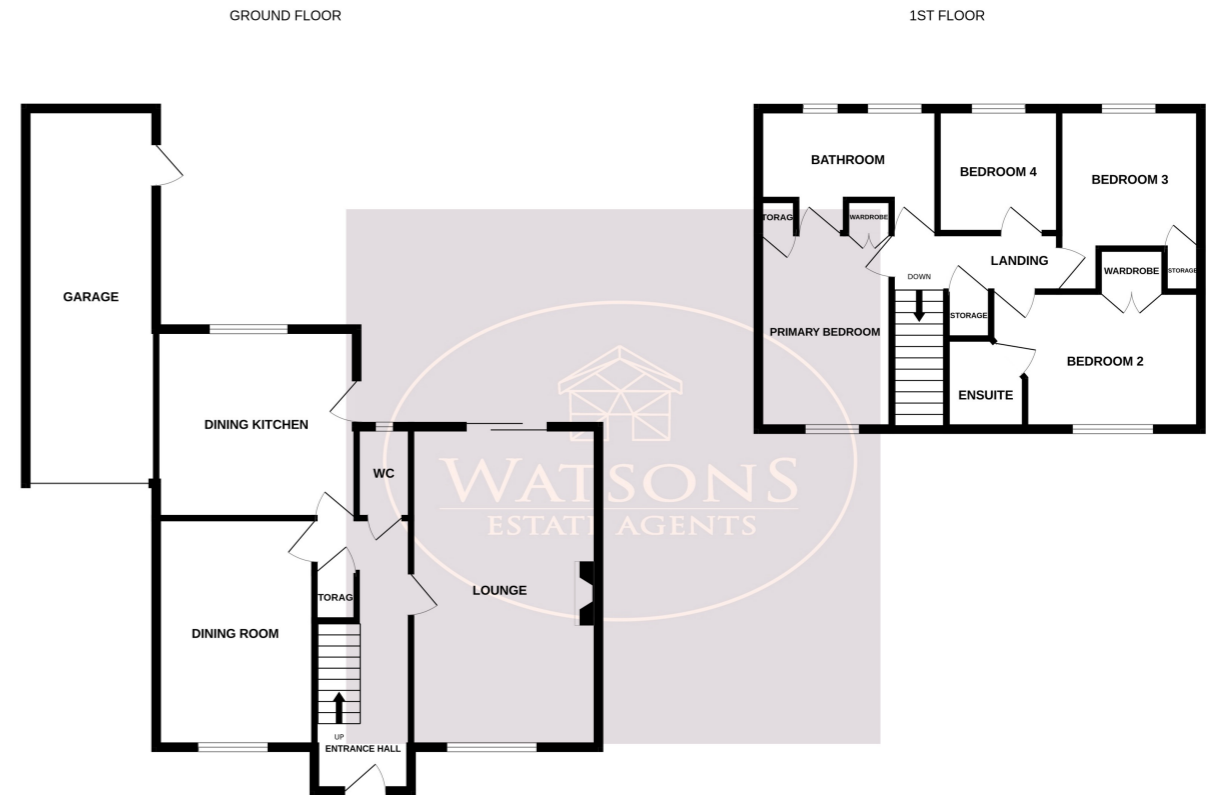 GROUND FLOOR
1ST FLOOR
BATHROOM
BEDROOM 4
BEDROOM 3
TORAG
WARDROBE
LANDING
WARDROBE
STORAGE
DOWN
GARAGE
STORAGE
PRIMARY BEDROOM
BEDROOM 2
ENSUITE
DINING KITCHEN
WC
WATSONS
ESTATE AGENTS
LOUNGE
TORAG
DINING ROOM
UP
ENTRANCE HALL